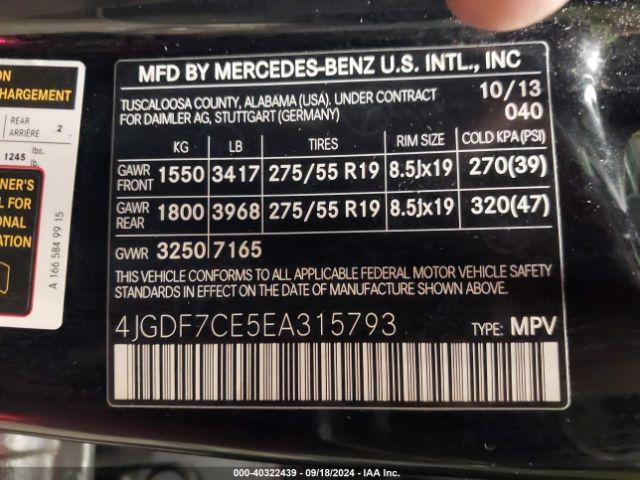 ON
CHARGEMENT
REAR
ARRIÈRE
2
1245 lbs.
lb.
NER'S
L FOR
ONAL
ATION
A 166 584 99 15
MFD BY MERCEDES-BENZ U.S. INTL., INC
TUSCALOOSA COUNTY, ALABAMA (USA), UNDER CONTRACT
FOR DAIMLER AG, STUTTGART (GERMANY)
10/13
040
KG LB TIRES RIM SIZE COLD KPA(PSI)
GAWR FRONT 1550 3417 275/55 R19 8.5Jx19 270(39)
GAWR REAR 1800 3968 275/55 R19 8.5Jx19 320(47)
GVWR 3250 7165
THIS VEHICLE CONFORMS TO ALL APPLICABLE FEDERAL MOTOR VEHICLE SAFETY
STANDARDS IN EFFECT ON THE DATE OF MANUFACTURE SHOWN ABOVE.
4JGDF7CE5EA315793 TYPE: MPV
000-40322439 - 09/18/2024 - IAA Inc.